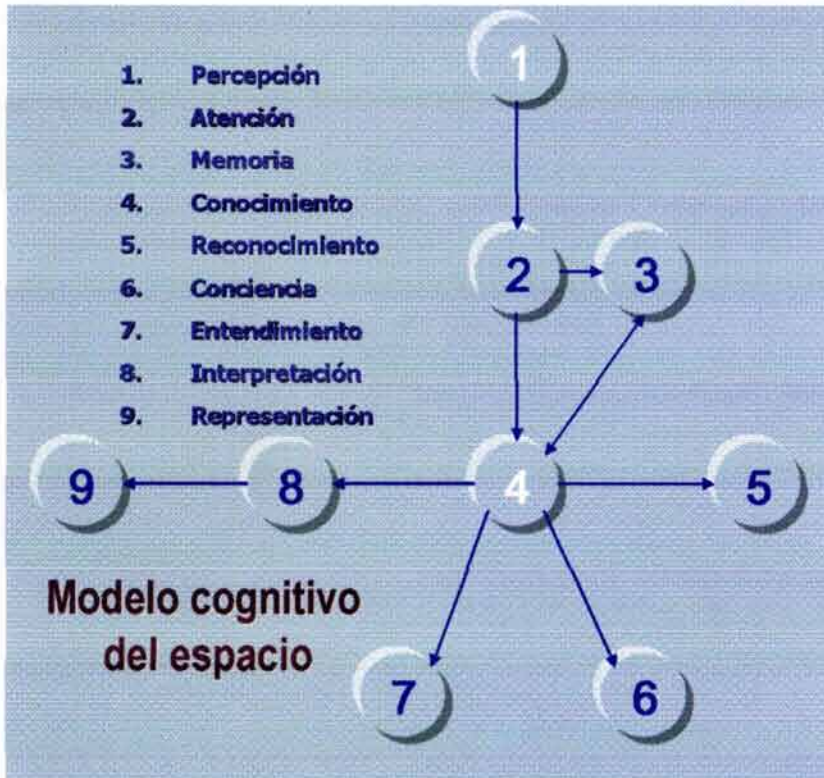 1. Percepción
2. Atención
3. Memoria
4. Conocimiento
5. Reconocimiento
6. Conciencia
7. Entendimiento
8. Interpretación
9. Representación
1
2
3
9
8
4
5
Modelo cognitivo
del espacio
7
6